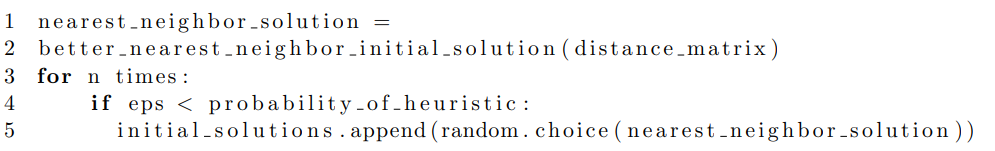 1 nearest_neighbor_solution =
2 better_nearest_neighbor_initial_solution(distance_matrix)
3 for n times:
4     if eps < probability_of_heuristic:
5       initial_solutions.append(random.choice(nearest_neighbor_solution))